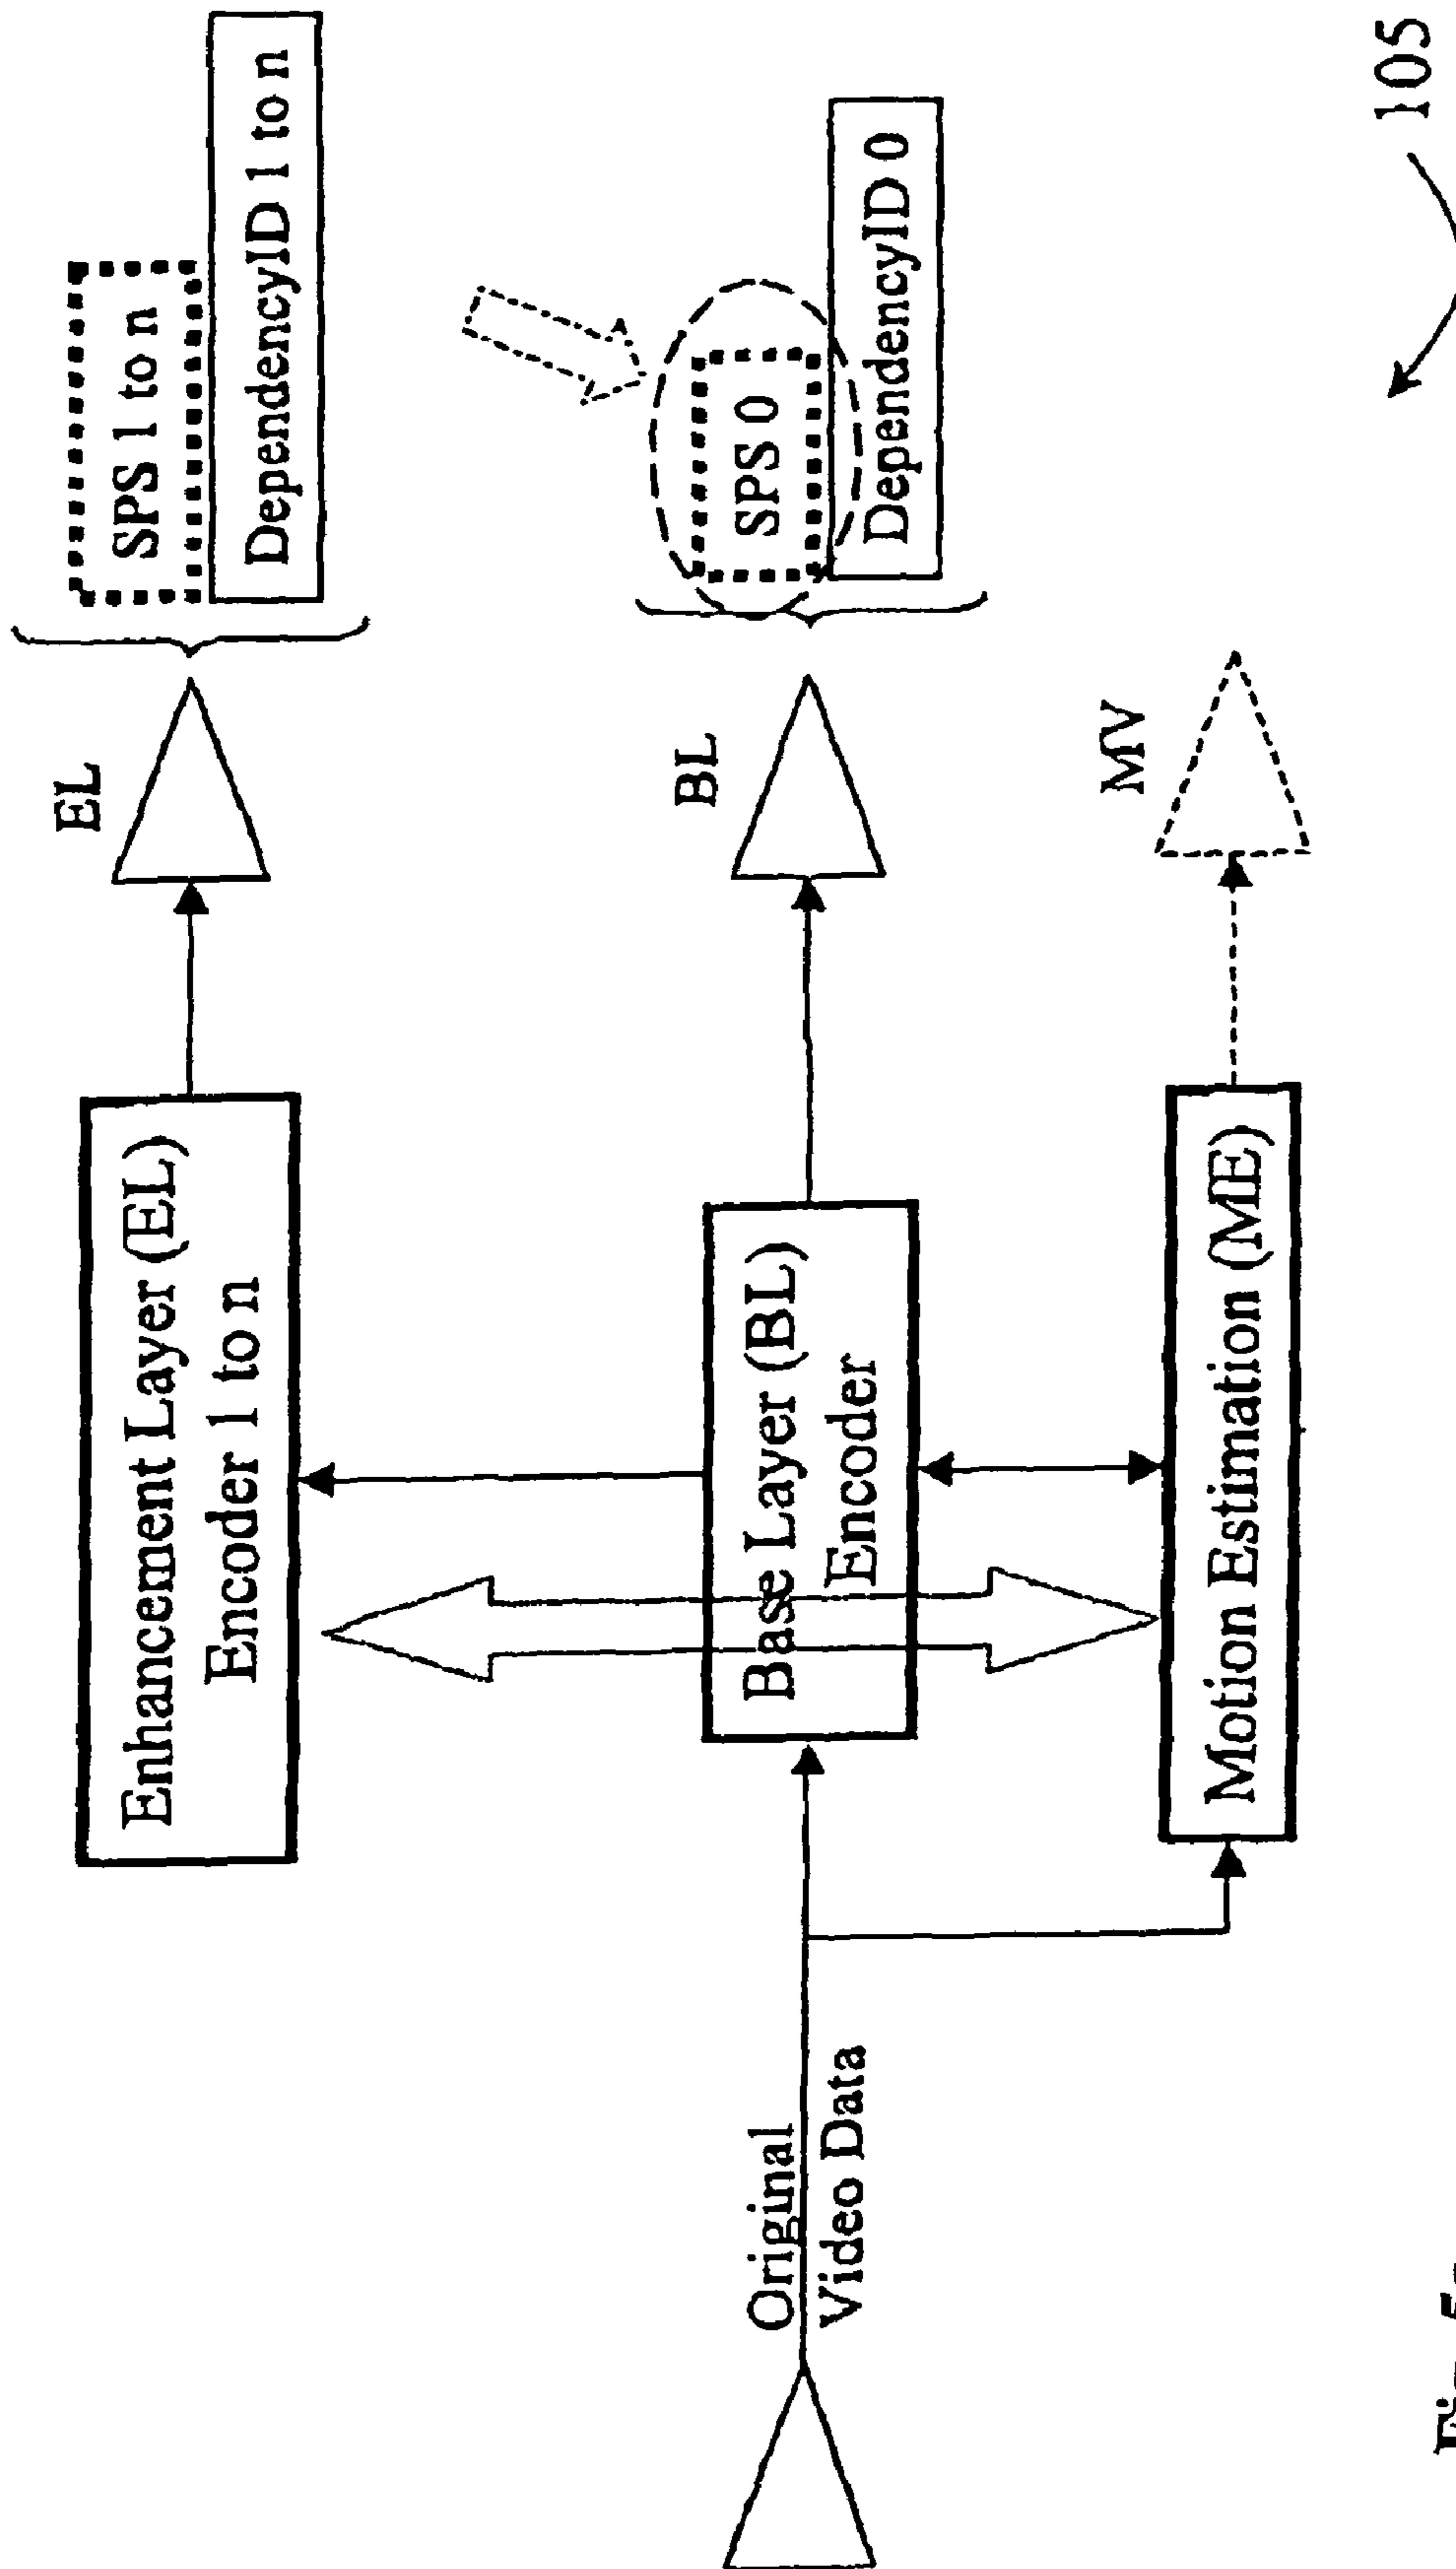 EL
SPS 1 to n
DependencyID 1 to n
Enhancement Layer (EL)
Encoder 1 to n
BL
SPS 0
DependencyID 0
Original
Video Data
Base Layer (BL)
Encoder
MV
Motion Estimation (ME)
105